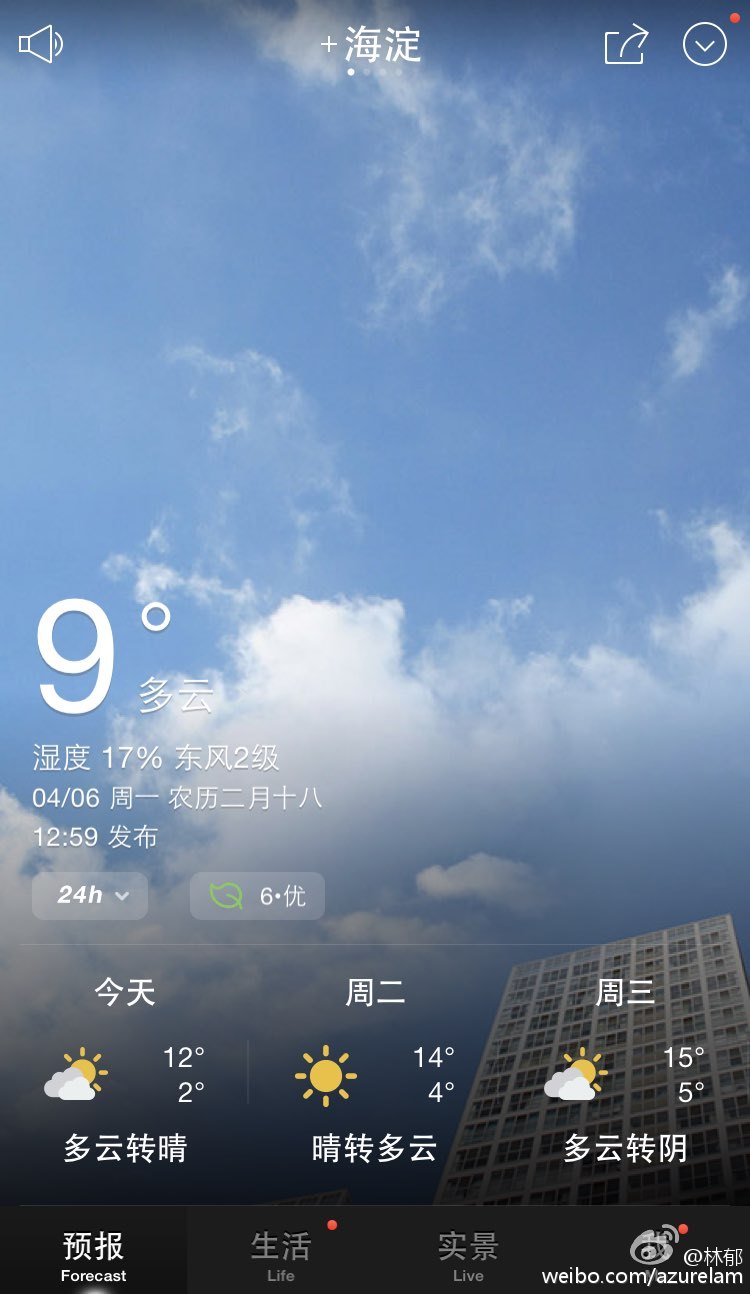 +海淀
9°
多云
湿度 17% 东风2级
04/06 周一 农历二月十八
12:59 发布
24h
6•优
今天 周二 周三
12° 14° 15°
2° 4° 5°
多云转晴 晴转多云 多云转阴
预报 生活 实景 我
Forecast Life Live
@林郁
weibo.com/azurelam